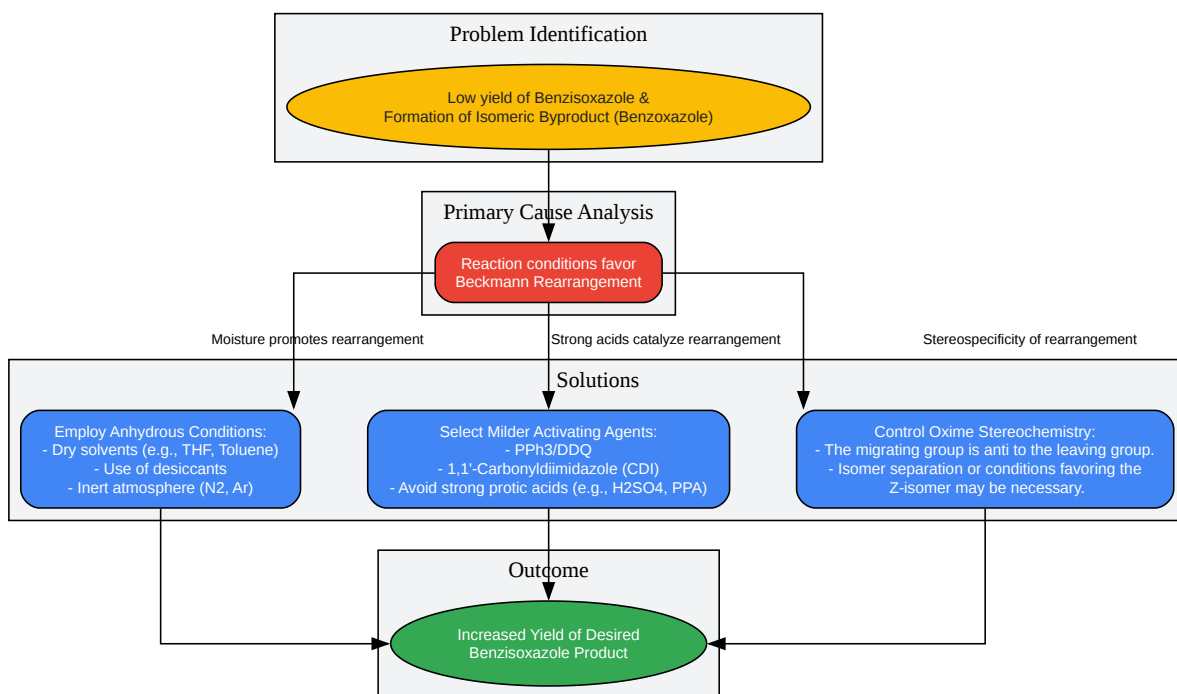 Problem Identification
Low yield of Benzisoxazole &
Formation of Isomeric Byproduct (Benzoxazole)
Primary Cause Analysis
Reaction conditions favor
Beckmann Rearrangement
Moisture promotes rearrangement
Strong acids catalyze rearrangement
Stereospecificity of rearrangement
Solutions
Employ Anhydrous Conditions:
- Dry solvents (e.g., THF, Toluene)
- Use of desiccants
- Inert atmosphere (N2, Ar)
Select Milder Activating Agents:
- PPh3/DDQ
- 1,1'-Carbonyldiimidazole (CDI)
- Avoid strong protic acids (e.g., H2SO4, PPA)
Control Oxime Stereochemistry:
- The migrating group is anti to the leaving group.
- Isomer separation or conditions favoring the
Z-isomer may be necessary.
Outcome
Increased Yield of Desired
Benzisoxazole Product